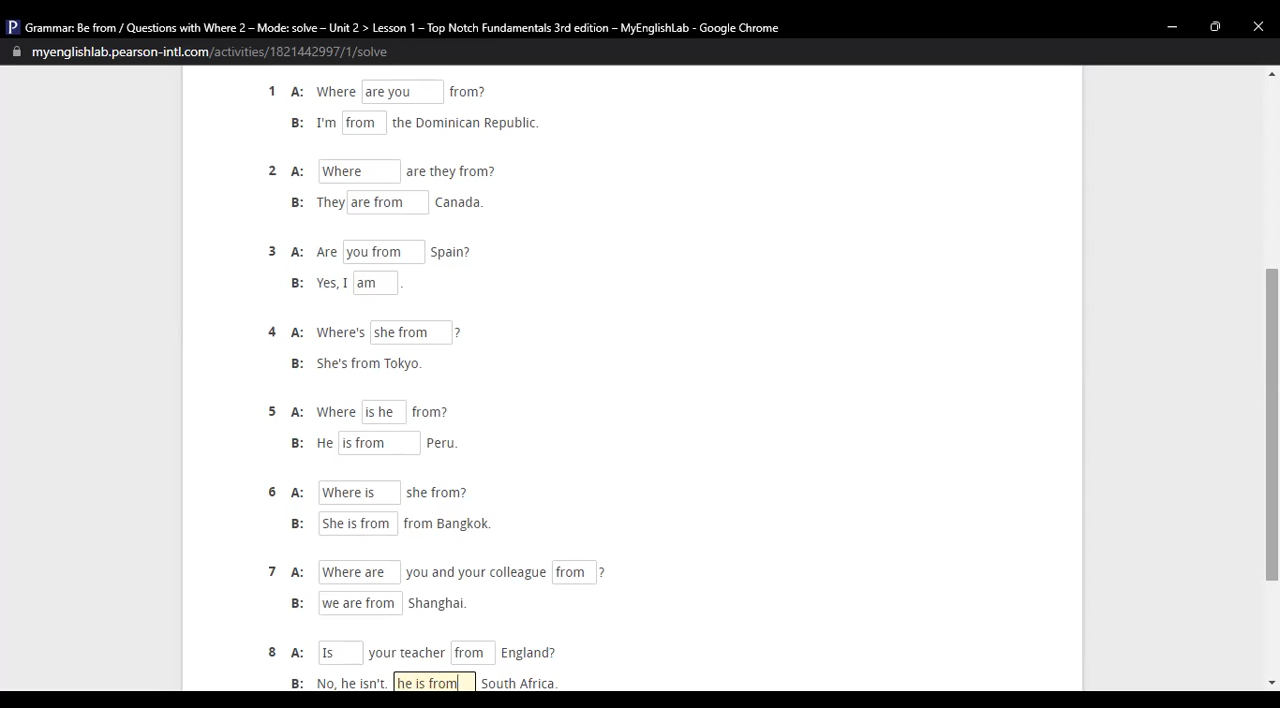 Grammar: Be from / Questions with Where 2 – Mode: solve – Unit 2 > Lesson 1 – Top Notch Fundamentals 3rd edition – MyEnglishLab - Google Chrome
myenglishlab.pearson-intl.com/activities/1821442997/1/solve
1 A: Where are you from?
B: I'm from the Dominican Republic.
2 A: Where are they from?
B: They are from Canada.
3 A: Are you from Spain?
B: Yes, I am .
4 A: Where's she from ?
B: She's from Tokyo.
5 A: Where is he from?
B: He is from Peru.
6 A: Where is she from?
B: She is from from Bangkok.
7 A: Where are you and your colleague from ?
B: we are from Shanghai.
8 A: Is your teacher from England?
B: No, he isn't. he is from South Africa.